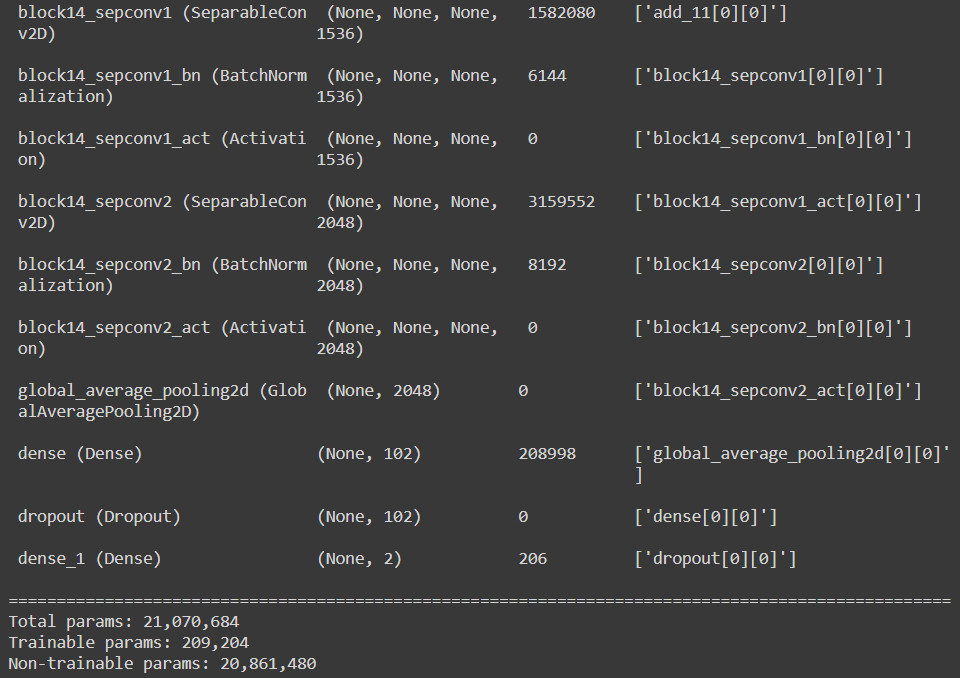 block14_sepconv1 (SeparableCon  (None, None, None,   1582080     ['add_11[0][0]']
v2D)                           1536)
block14_sepconv1_bn (BatchNorm  (None, None, None,   6144       ['block14_sepconv1[0][0]']
alization)                     1536)
block14_sepconv1_act (Activati  (None, None, None,   0          ['block14_sepconv1_bn[0][0]']
on)                            1536)
block14_sepconv2 (SeparableCon  (None, None, None,   3159552    ['block14_sepconv1_act[0][0]']
v2D)                           2048)
block14_sepconv2_bn (BatchNorm  (None, None, None,   8192       ['block14_sepconv2[0][0]']
alization)                     2048)
block14_sepconv2_act (Activati  (None, None, None,   0          ['block14_sepconv2_bn[0][0]']
on)                            2048)
global_average_pooling2d (Glob  (None, 2048)        0           ['block14_sepconv2_act[0][0]']
alAveragePooling2D)
dense (Dense)                  (None, 102)          208998      ['global_average_pooling2d[0][0]'
]
dropout (Dropout)              (None, 102)          0           ['dense[0][0]']
dense_1 (Dense)                (None, 2)            206         ['dropout[0][0]']
==================================================================================================
Total params: 21,070,684
Trainable params: 209,204
Non-trainable params: 20,861,480